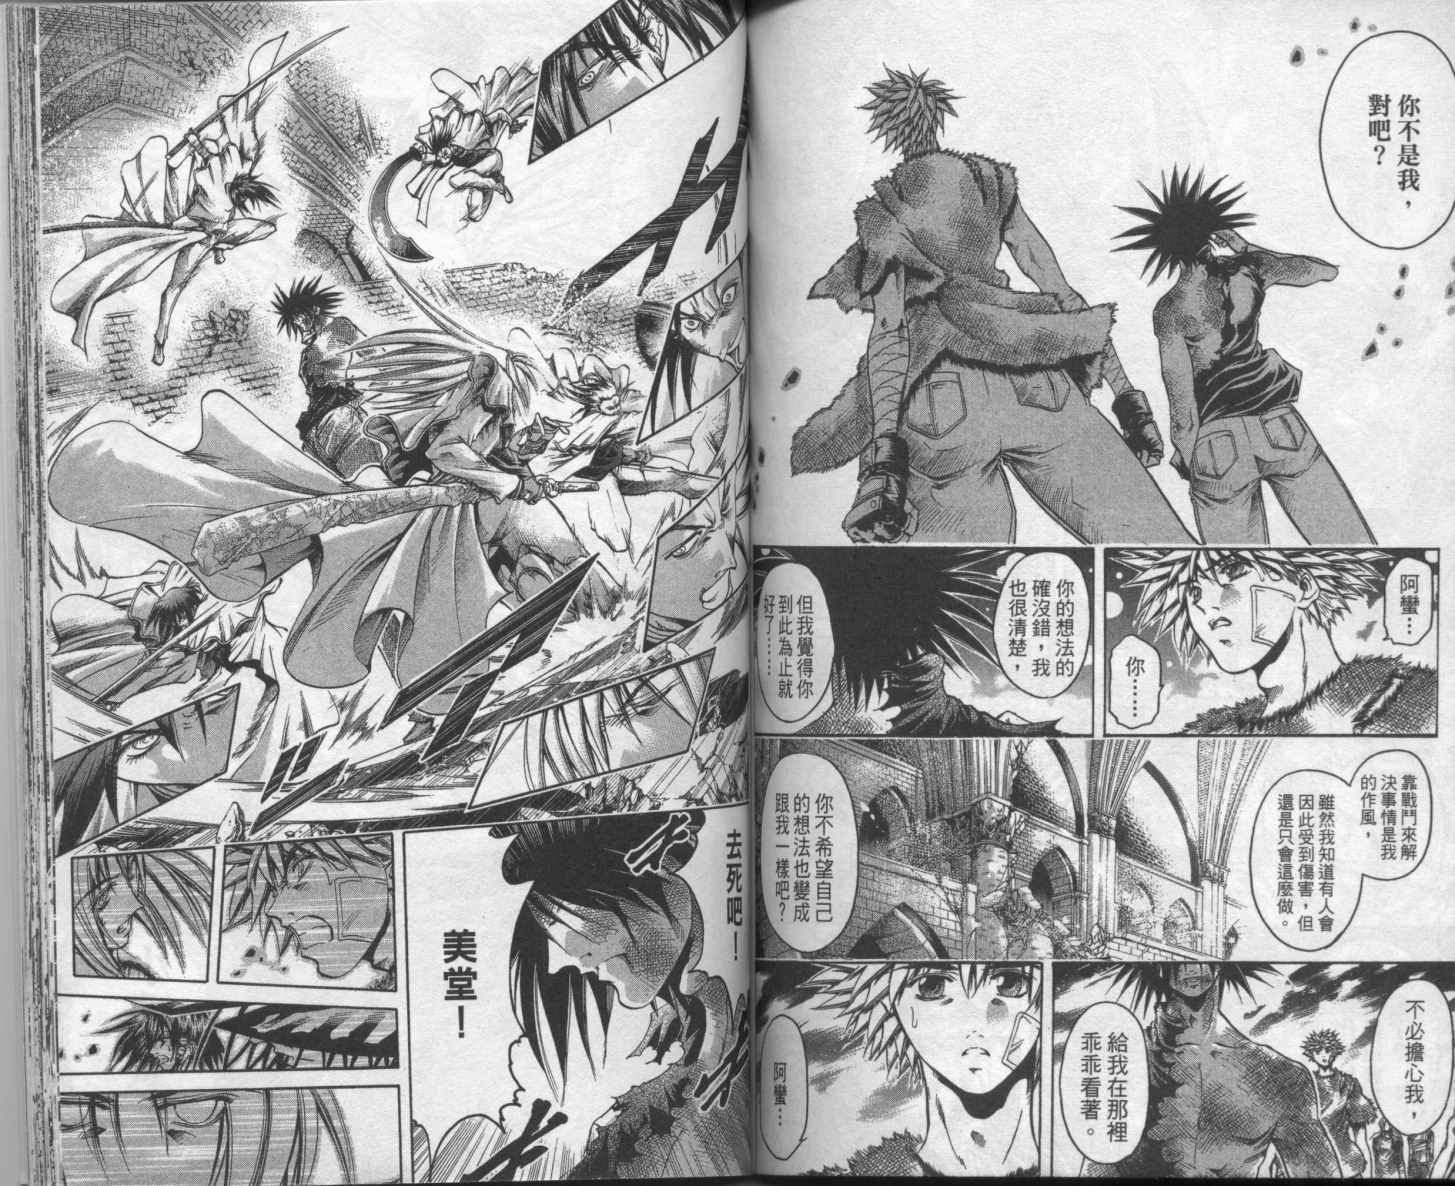 你不是我，
對吧？
阿蠻…
你……
你的想法的
確沒錯，我
也很清楚，
但我覺得你
到此為止就
好了……
靠戰鬥來解
決事情是我
的作風，
雖然我知道有人會
因此受到傷害，但
還是只會這麼做。
你不希望自己
的想法也變成
跟我一樣吧？
不必擔心我，
給我在那裡
乖乖看著。
阿蠻…
去死吧！
美堂！